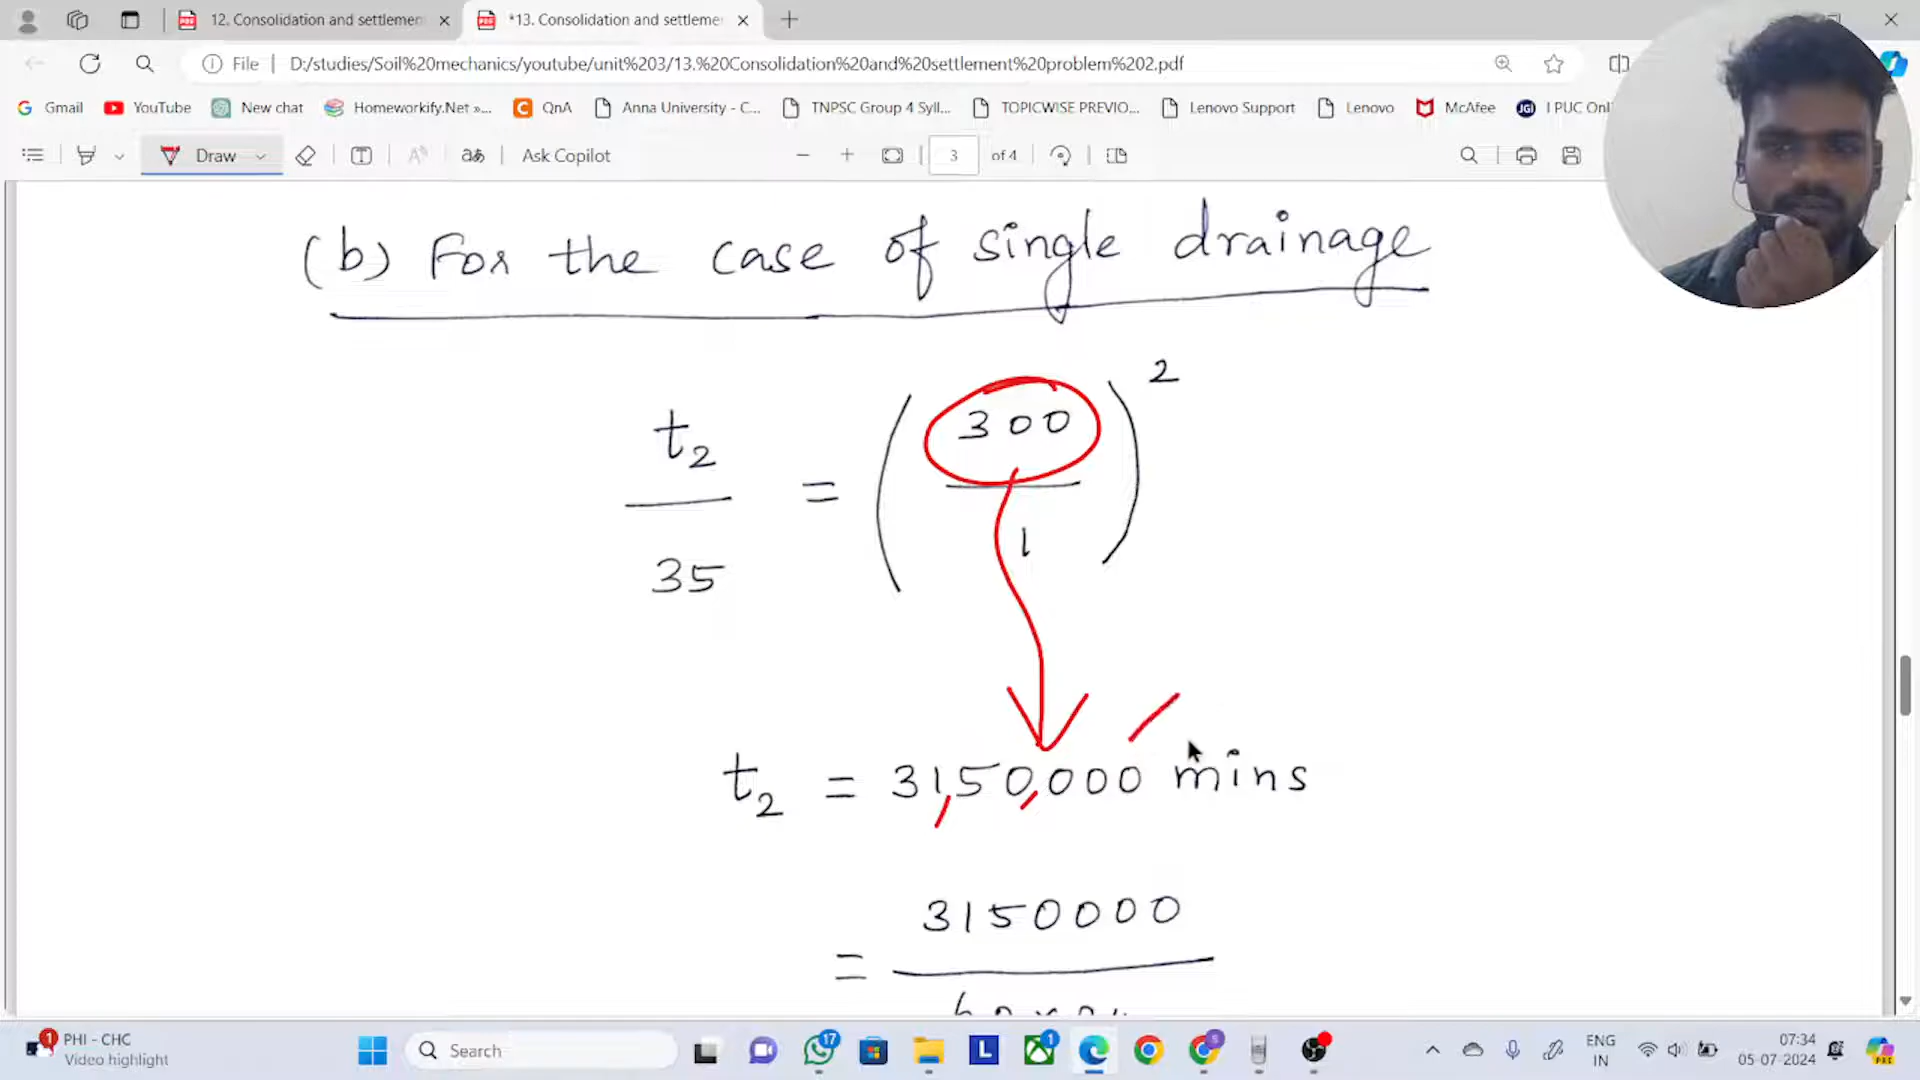 12. Consolidation and settlemen
*13. Consolidation and settleme
File
D:/studies/Soil%20mechanics/youtube/unit%203/13.%20Consolidation%20and%20settlement%20problem%202.pdf
Gmail YouTube New chat Homeworkify.Net »... QnA Anna University - C... TNPSC Group 4 Syll... TOPICWISE PREVIO... Lenovo Support Lenovo McAfee I PUC Onl
Draw Ask Copilot 3 of 4
(b) For the case of single drainage
t2/35 = (300/1)^2
t2 = 3,150,000 mins
= 3150000
PHI - CHC
Video highlight
Search
17
1
ENG
IN
07:34
05-07-2024